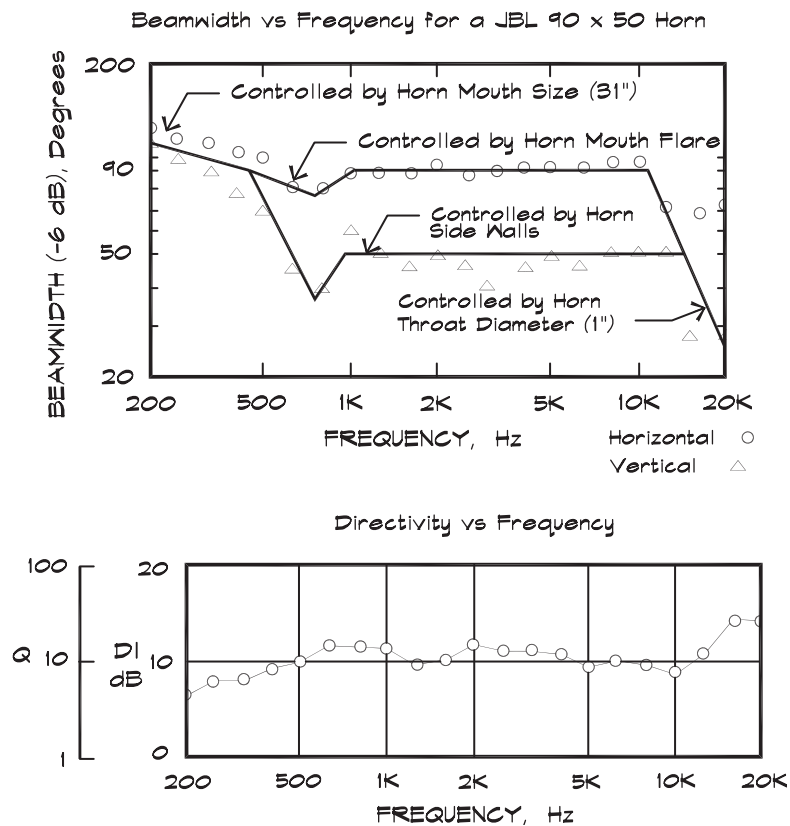 Beamwidth vs Frequency for a JBL 90 x 50 Horn
BEAMWIDTH (-6 dB), Degrees
200
90
50
20
Controlled by Horn Mouth Size (31")
Controlled by Horn Mouth Flare
Controlled by Horn
Side Walls
Controlled by Horn
Throat Diameter (1")
200 500 1K 2K 5K 10K 20K
FREQUENCY, Hz
Horizontal
Vertical
Directivity vs Frequency
Q
100
10
1
DI
dB
20
10
0
200 500 1K 2K 5K 10K 20K
FREQUENCY, Hz